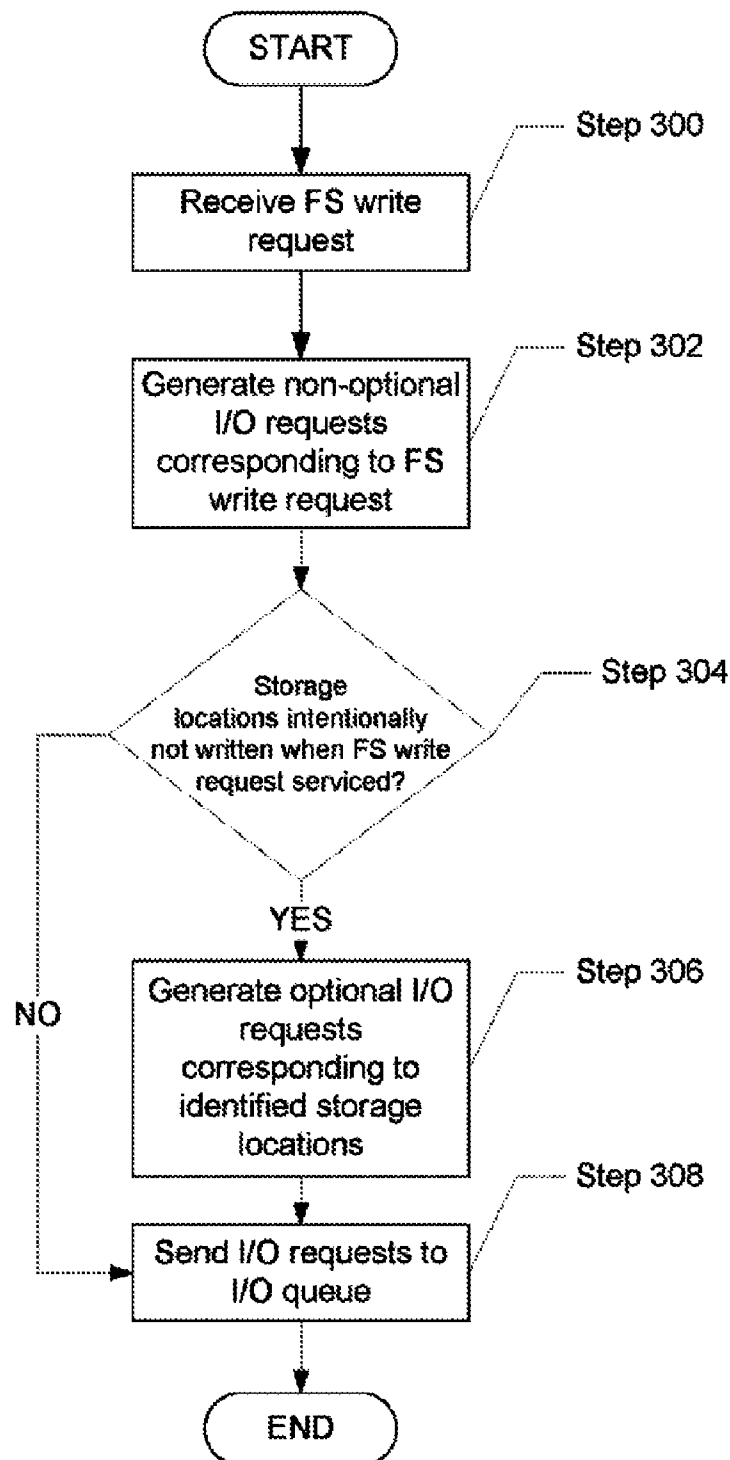 START
Step 300
Receive FS write
request
Step 302
Generate non-optional
I/O requests
corresponding to FS
write request
Step 304
Storage
locations intentionally
not written when FS write
request serviced?
YES
NO
Step 306
Generate optional I/O
requests
corresponding to
identified storage
locations
Step 308
Send I/O requests to
I/O queue
END